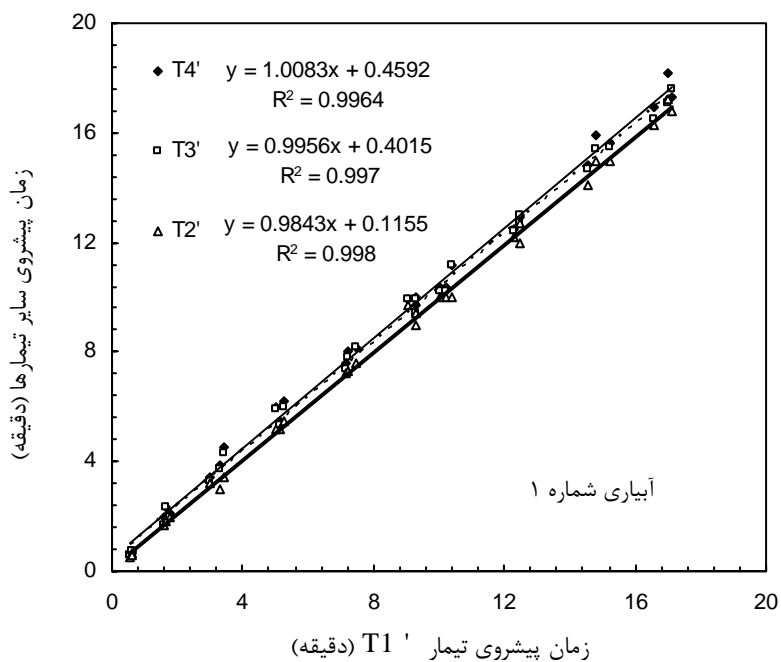 20
16
12
8
4
0
زمان پیشروی سایر تیمارها (دقیقه)
T4' y = 1.0083x + 0.4592
R² = 0.9964
T3' y = 0.9956x + 0.4015
R² = 0.997
T2' y = 0.9843x + 0.1155
R² = 0.998
آبیاری شماره ۱
0 4 8 12 16 20
زمان پیشروی تیمار T1 ' (دقیقه)